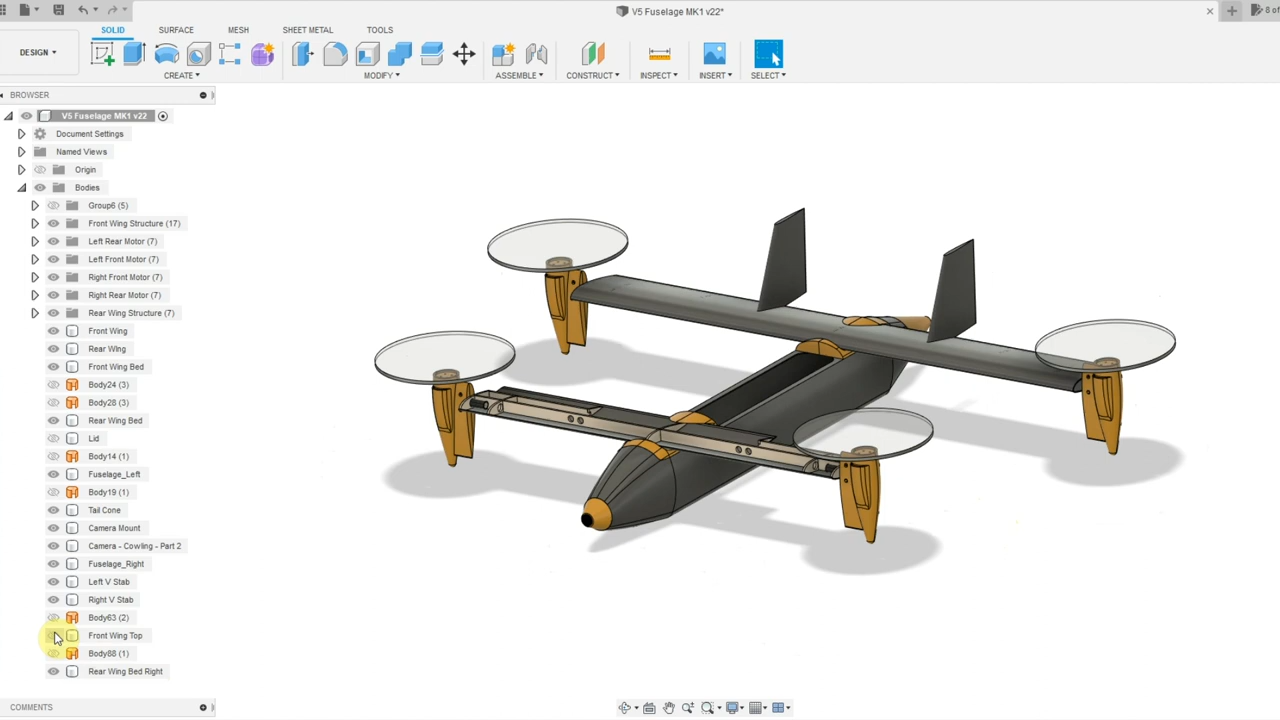 V5 Fuselage MK1 v22*
8 of
DESIGN
SOLID
SURFACE
MESH
SHEET METAL
TOOLS
CREATE
MODIFY
ASSEMBLE
CONSTRUCT
INSPECT
INSERT
SELECT
BROWSER
V5 Fuselage MK1 v22
Document Settings
Named Views
Origin
Bodies
Group6 (5)
Front Wing Structure (17)
Left Rear Motor (7)
Left Front Motor (7)
Right Front Motor (7)
Right Rear Motor (7)
Rear Wing Structure (7)
Front Wing
Rear Wing
Front Wing Bed
Body24 (3)
Body28 (3)
Rear Wing Bed
Lid
Body14 (1)
Fuselage_Left
Body19 (1)
Tail Cone
Camera Mount
Camera - Cowling - Part 2
Fuselage_Right
Left V Stab
Right V Stab
Body63 (2)
Front Wing Top
Body88 (1)
Rear Wing Bed Right
COMMENTS